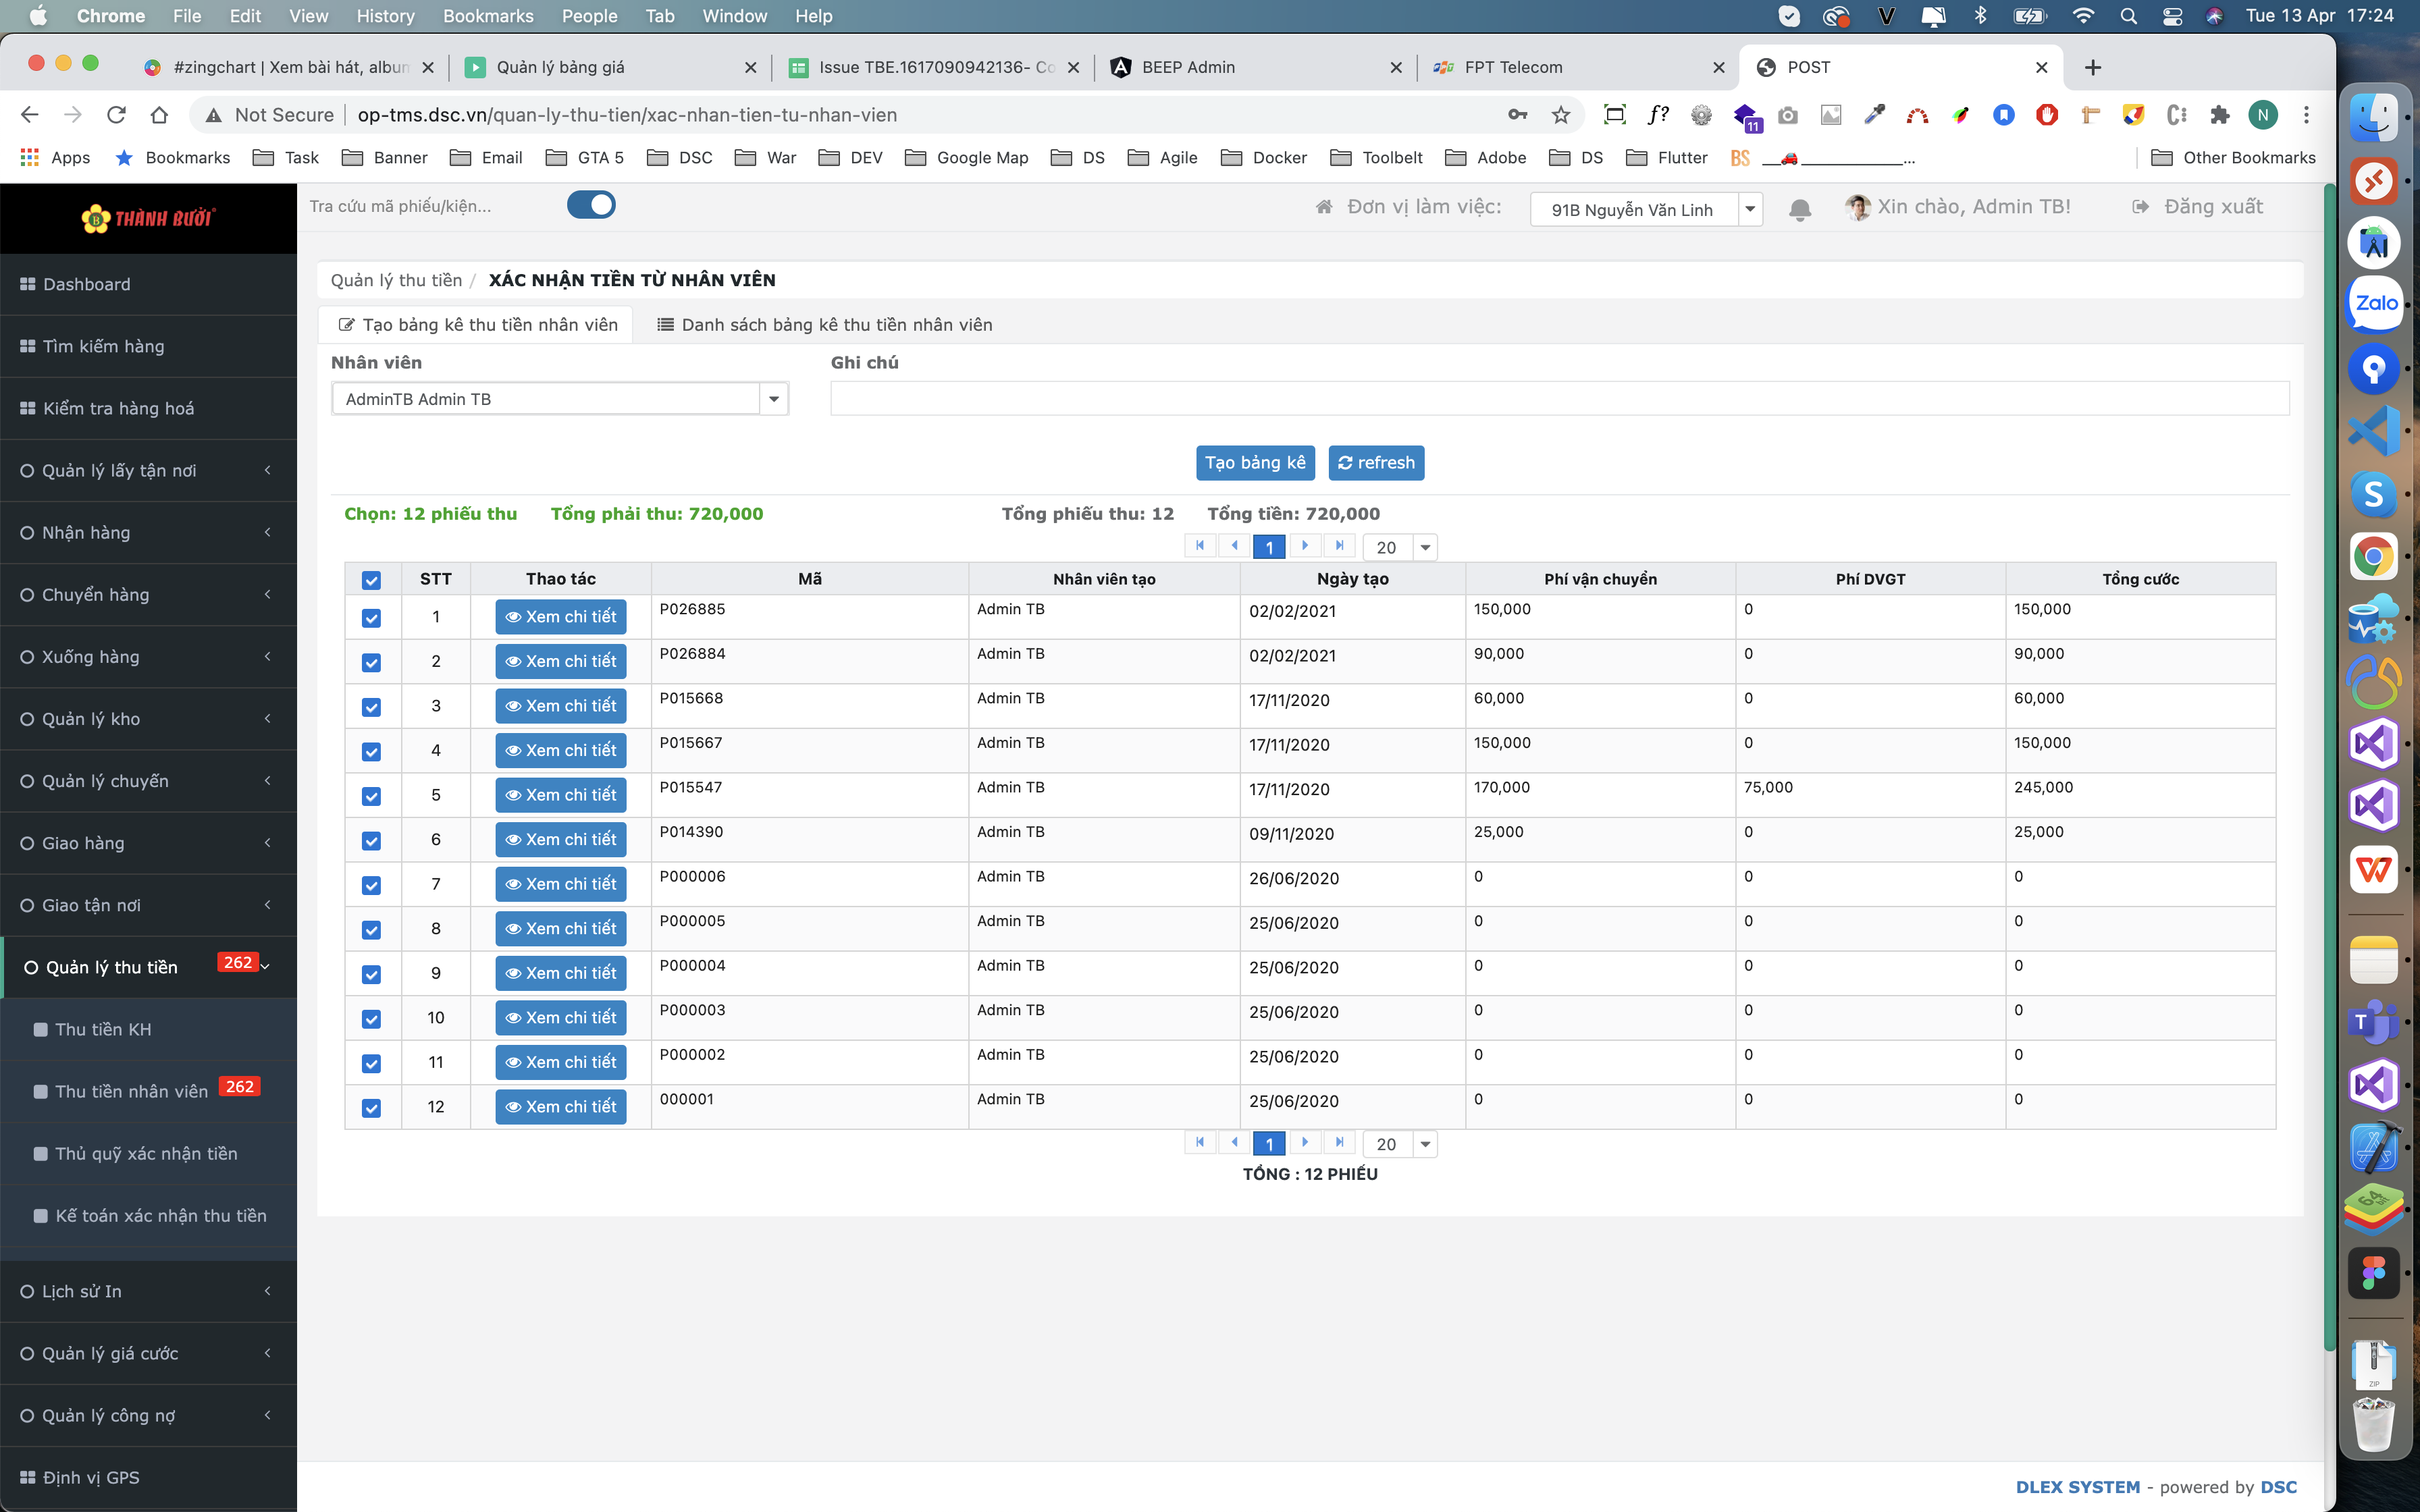 Chrome File Edit View History Bookmarks People Tab Window Help Tue 13 Apr 17:24
#zingchart | Xem bài hát, album
Quản lý bảng giá
Issue TBE.1617090942136- Co
BEEP Admin
FPT Telecom
POST
Not Secure op-tms.dsc.vn/quan-ly-thu-tien/xac-nhan-tien-tu-nhan-vien
f? 11 N
Apps Bookmarks Task Banner Email GTA 5 DSC War DEV Google Map DS Agile Docker Toolbelt Adobe DS Flutter BS Other Bookmarks
THÀNH BƯỞI
Tra cứu mã phiếu/kiện...
Đơn vị làm việc: 91B Nguyễn Văn Linh
Xin chào, Admin TB!
Đăng xuất
Dashboard
Tìm kiếm hàng
Kiểm tra hàng hoá
Quản lý lấy tận nơi
Nhận hàng
Chuyển hàng
Xuống hàng
Quản lý kho
Quản lý chuyến
Giao hàng
Giao tận nơi
Quản lý thu tiền 262
Thu tiền KH
Thu tiền nhân viên 262
Thủ quỹ xác nhận tiền
Kế toán xác nhận thu tiền
Lịch sử In
Quản lý giá cước
Quản lý công nợ
Định vị GPS
Quản lý thu tiền / XÁC NHẬN TIỀN TỪ NHÂN VIÊN
Tạo bảng kê thu tiền nhân viên
Danh sách bảng kê thu tiền nhân viên
Nhân viên Ghi chú
AdminTB Admin TB
Tạo bảng kê refresh
Chọn: 12 phiếu thu Tổng phải thu: 720,000 Tổng phiếu thu: 12 Tổng tiền: 720,000
1 20
STT Thao tác Mã Nhân viên tạo Ngày tạo Phí vận chuyển Phí DVGT Tổng cước
1 Xem chi tiết P026885 Admin TB 02/02/2021 150,000 0 150,000
2 Xem chi tiết P026884 Admin TB 02/02/2021 90,000 0 90,000
3 Xem chi tiết P015668 Admin TB 17/11/2020 60,000 0 60,000
4 Xem chi tiết P015667 Admin TB 17/11/2020 150,000 0 150,000
5 Xem chi tiết P015547 Admin TB 17/11/2020 170,000 75,000 245,000
6 Xem chi tiết P014390 Admin TB 09/11/2020 25,000 0 25,000
7 Xem chi tiết P000006 Admin TB 26/06/2020 0 0 0
8 Xem chi tiết P000005 Admin TB 25/06/2020 0 0 0
9 Xem chi tiết P000004 Admin TB 25/06/2020 0 0 0
10 Xem chi tiết P000003 Admin TB 25/06/2020 0 0 0
11 Xem chi tiết P000002 Admin TB 25/06/2020 0 0 0
12 Xem chi tiết 000001 Admin TB 25/06/2020 0 0 0
1 20
TỔNG : 12 PHIẾU
DLEX SYSTEM - powered by DSC
Zalo
64
ZIP